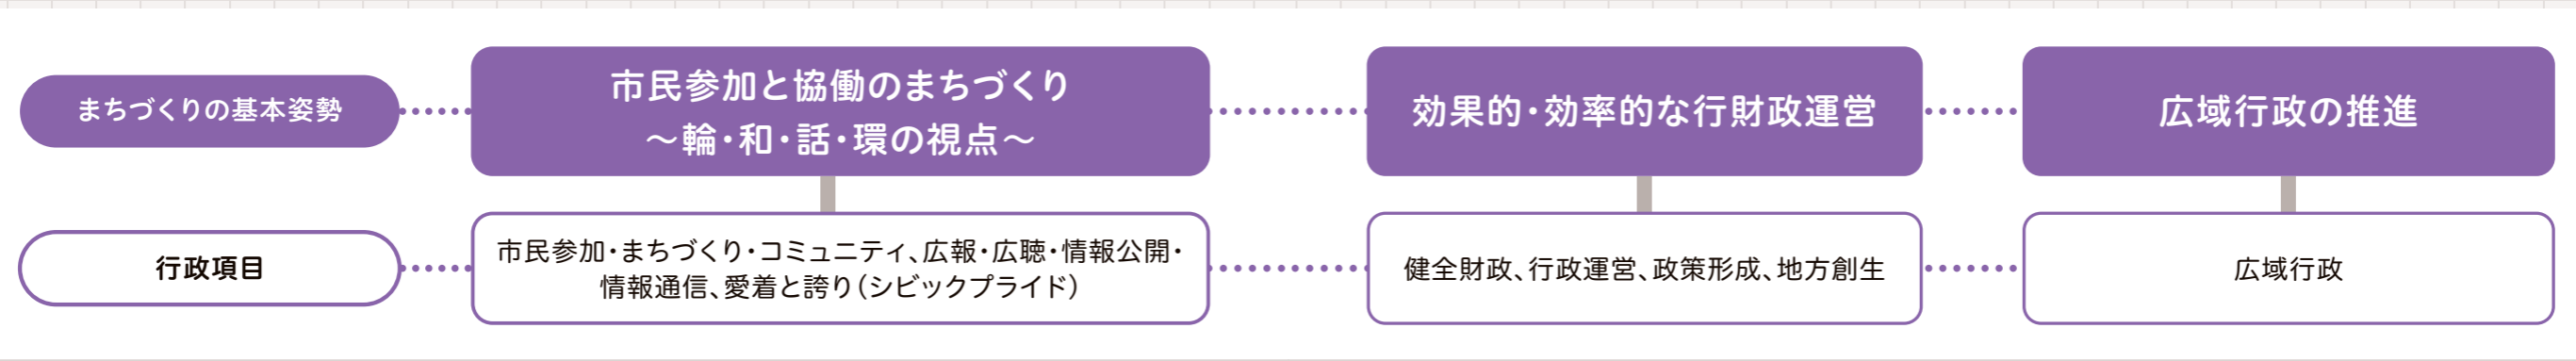 まちづくりの基本姿勢
市民参加と協働のまちづくり
～輪・和・話・環の視点～
効果的・効率的な行財政運営
広域行政の推進
行政項目
市民参加・まちづくり・コミュニティ、広報・広聴・情報公開・
情報通信、愛着と誇り（シビックプライド）
健全財政、行政運営、政策形成、地方創生
広域行政